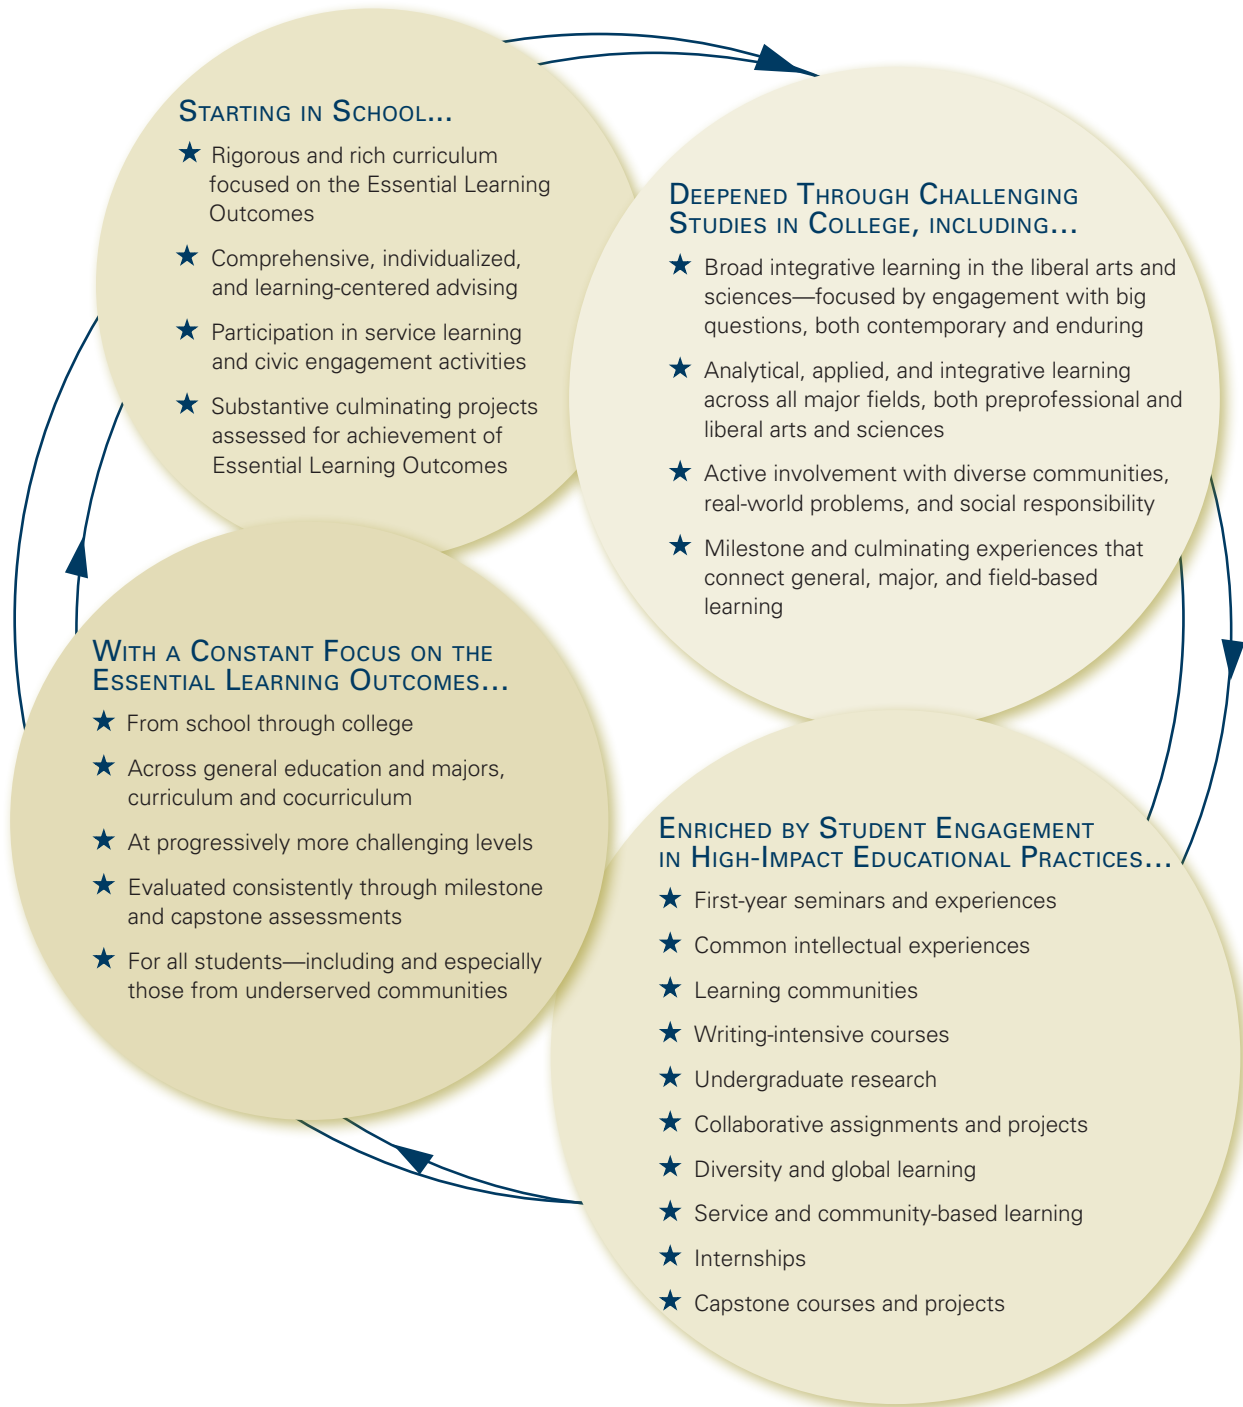 Starting in School...
★ Rigorous and rich curriculum
focused on the Essential Learning
Outcomes
★ Comprehensive, individualized,
and learning-centered advising
★ Participation in service learning
and civic engagement activities
★ Substantive culminating projects
assessed for achievement of
Essential Learning Outcomes
Deepened Through Challenging
Studies in College, including...
★ Broad integrative learning in the liberal arts and
sciences—focused by engagement with big
questions, both contemporary and enduring
★ Analytical, applied, and integrative learning
across all major fields, both preprofessional and
liberal arts and sciences
★ Active involvement with diverse communities,
real-world problems, and social responsibility
★ Milestone and culminating experiences that
connect general, major, and field-based
learning
Enriched by Student Engagement
in High-Impact Educational Practices...
★ First-year seminars and experiences
★ Common intellectual experiences
★ Learning communities
★ Writing-intensive courses
★ Undergraduate research
★ Collaborative assignments and projects
★ Diversity and global learning
★ Service and community-based learning
★ Internships
★ Capstone courses and projects
With a Constant Focus on the
Essential Learning Outcomes...
★ From school through college
★ Across general education and majors,
curriculum and cocurriculum
★ At progressively more challenging levels
★ Evaluated consistently through milestone
and capstone assessments
★ For all students—including and especially
those from underserved communities